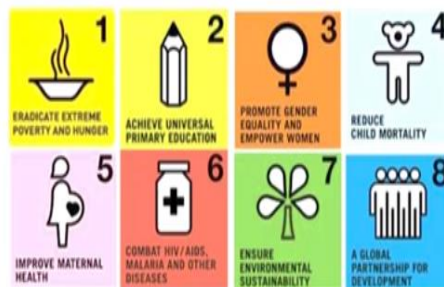 1
ERADICATE EXTREME
POVERTY AND HUNGER
2
ACHIEVE UNIVERSAL
PRIMARY EDUCATION
3
PROMOTE GENDER
EQUALITY AND
EMPOWER WOMEN
4
REDUCE
CHILD MORTALITY
5
IMPROVE MATERNAL
HEALTH
6
COMBAT HIV/AIDS,
MALARIA AND OTHER
DISEASES
7
ENSURE
ENVIRONMENTAL
SUSTAINABILITY
8
A GLOBAL
PARTNERSHIP FOR
DEVELOPMENT